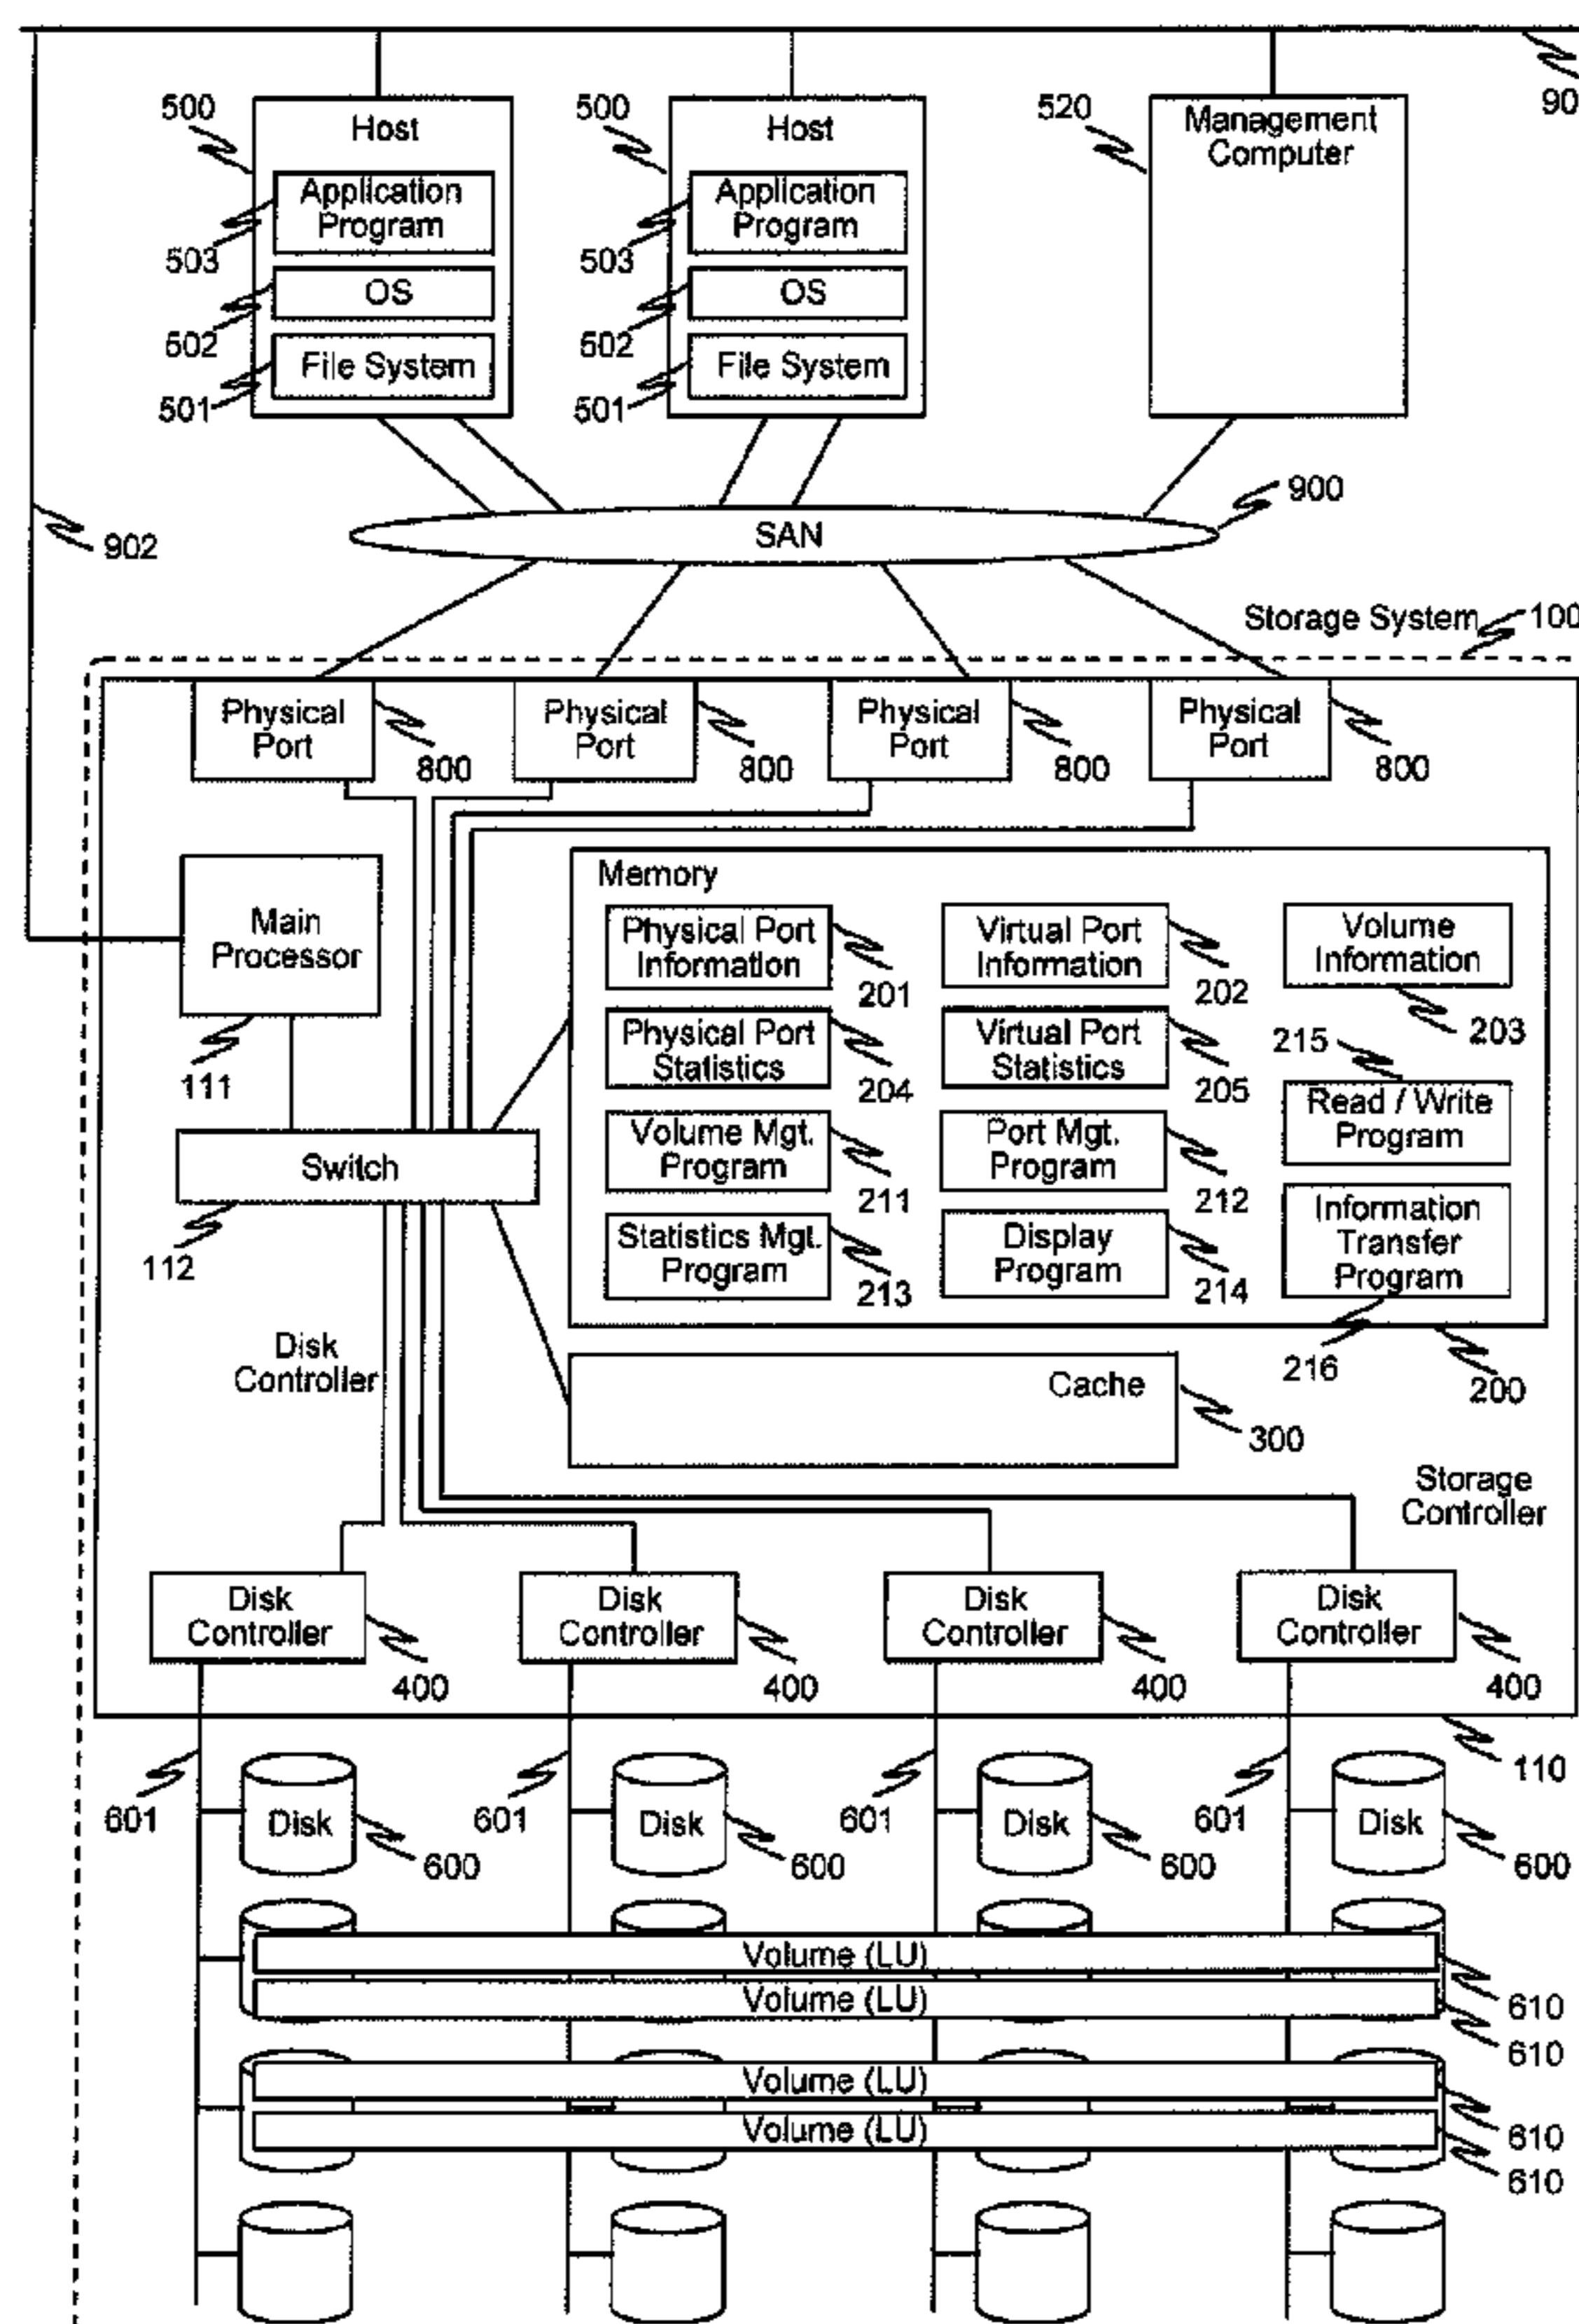 90
500
Host
500
Host
520
Management
Computer
Application
Program
503
OS
502
File System
501
Application
Program
503
OS
502
File System
501
900
SAN
902
Storage System
100
Physical
Port
800
Physical
Port
800
Physical
Port
800
Physical
Port
800
Main
Processor
111
Memory
Physical Port
Information
201
Virtual Port
Information
202
Volume
Information
203
Physical Port
Statistics
204
Virtual Port
Statistics
205
215
Read / Write
Program
Volume Mgt.
Program
211
Port Mgt.
Program
212
Switch
112
Statistics Mgt.
Program
213
Display
Program
214
Information
Transfer
Program
216
200
Disk
Controller
Cache
300
Storage
Controller
Disk
Controller
400
Disk
Controller
400
Disk
Controller
400
Disk
Controller
400
110
601
Disk
600
601
Disk
600
601
Disk
600
601
Disk
600
Volume (LU)
610
Volume (LU)
610
Volume (LU)
610
Volume (LU)
610